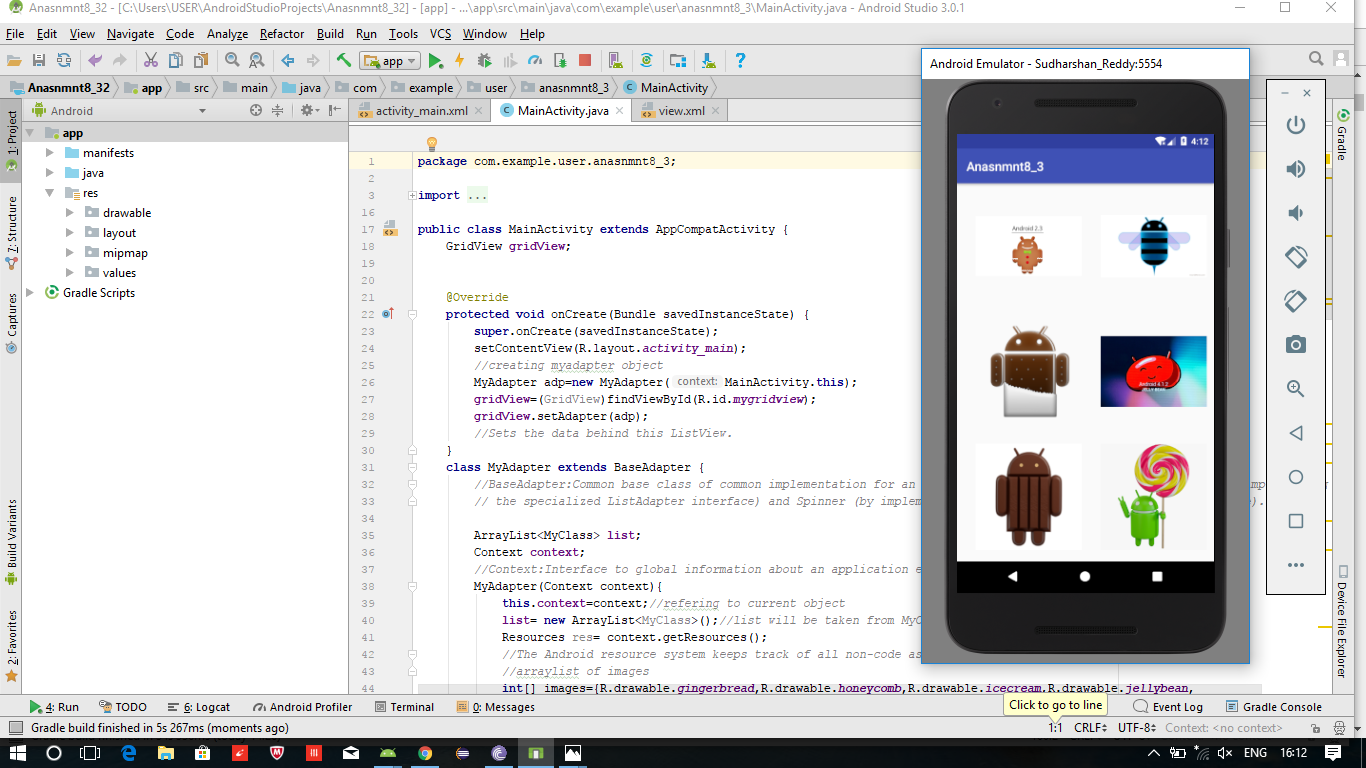 Anasnmnt8_32 - [C:\Users\USER\AndroidStudioProjects\Anasnmnt8_32] - [app] - ...\app\src\main\java\com\example\user\anasnmnt8_3\MainActivity.java - Android Studio 3.0.1
File Edit View Navigate Code Analyze Refactor Build Run Tools VCS Window Help
app
Anasnmnt8_32 app src main java com example user anasnmnt8_3 MainActivity
Android
activity_main.xml MainActivity.java view.xml
1: Project
7: Structure
Captures
Build Variants
2: Favorites
app
manifests
java
res
drawable
layout
mipmap
values
Gradle Scripts
1 package com.example.user.anasnmnt8_3;
2
3 import ...
16
17 public class MainActivity extends AppCompatActivity {
18 GridView gridView;
19
20
21 @Override
22 protected void onCreate(Bundle savedInstanceState) {
23 super.onCreate(savedInstanceState);
24 setContentView(R.layout.activity_main);
25 //creating myadapter object
26 MyAdapter adp=new MyAdapter( context: MainActivity.this);
27 gridView=(GridView)findViewById(R.id.mygridview);
28 gridView.setAdapter(adp);
29 //Sets the data behind this ListView.
30 }
31 class MyAdapter extends BaseAdapter {
32 //BaseAdapter:Common base class of common implementation for an
33 // the specialized ListAdapter interface) and Spinner (by implem ).
34
35 ArrayList<MyClass> list;
36 Context context;
37 //Context:Interface to global information about an application e
38 MyAdapter(Context context){
39 this.context=context;//refering to current object
40 list= new ArrayList<MyClass>();//list will be taken from MyC
41 Resources res= context.getResources();
42 //The Android resource system keeps track of all non-code as
43 //arraylist of images
44 int[] images={R.drawable.gingerbread,R.drawable.honeycomb,R.drawable.icecream,R.drawable.jellybean,
Android Emulator - Sudharshan_Reddy:5554
4:12
Anasnmnt8_3
Android 2.3
Android 4.1.2
JELLY BEAN
Gradle
Device File Explorer
4: Run TODO 6: Logcat Android Profiler Terminal 0: Messages Event Log Gradle Console
Click to go to line
Gradle build finished in 5s 267ms (moments ago) 1:1 CRLF UTF-8 Context: <no context>
ENG 16:12